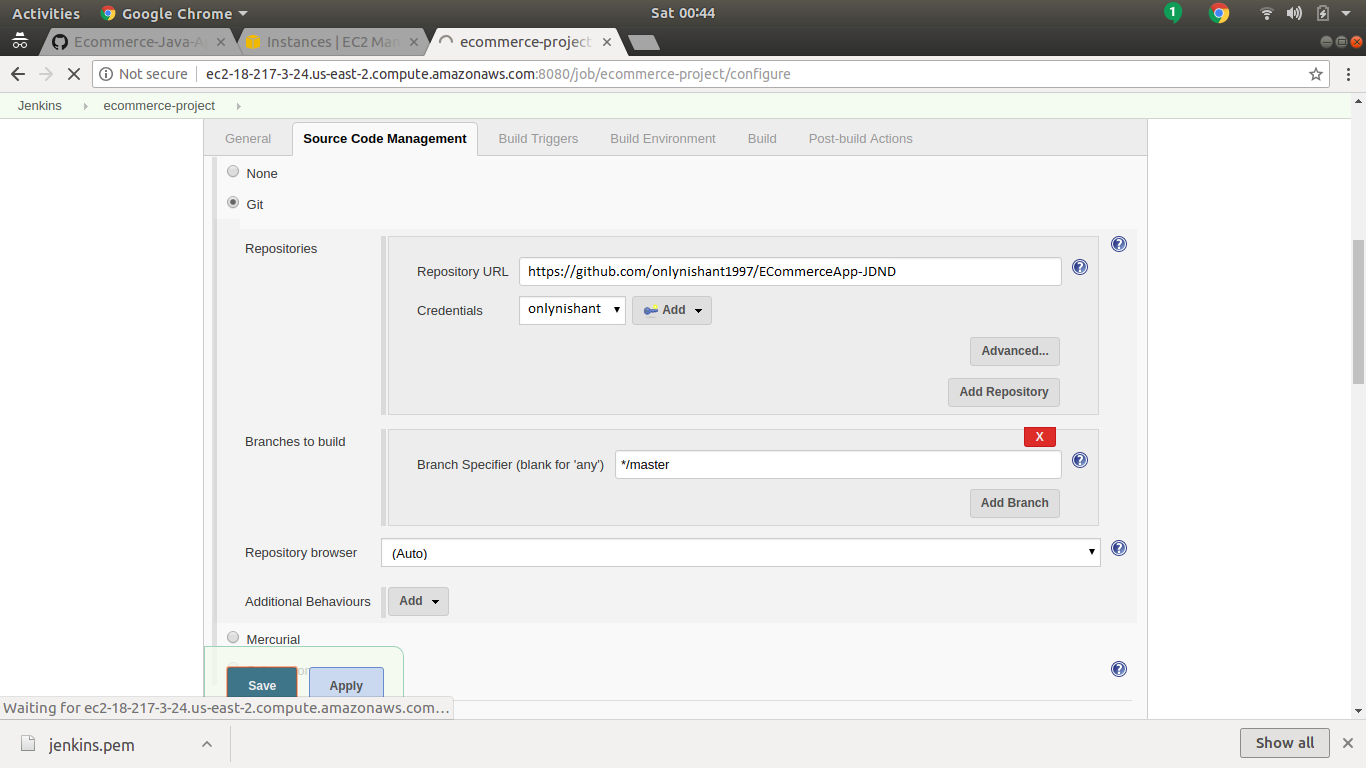 Activities Google Chrome Sat 00:44 1
Ecommerce-Java-A Instances | EC2 Man ecommerce-project
Not secure ec2-18-217-3-24.us-east-2.compute.amazonaws.com:8080/job/ecommerce-project/configure
Jenkins ecommerce-project
General Source Code Management Build Triggers Build Environment Build Post-build Actions
None
Git
Repositories
Repository URL https://github.com/onlynishant1997/ECommerceApp-JDND
Credentials onlynishant Add
Advanced...
Add Repository
Branches to build
X
Branch Specifier (blank for 'any') */master
Add Branch
Repository browser (Auto)
Additional Behaviours Add
Mercurial
Save Apply
Waiting for ec2-18-217-3-24.us-east-2.compute.amazonaws.com…
jenkins.pem Show all